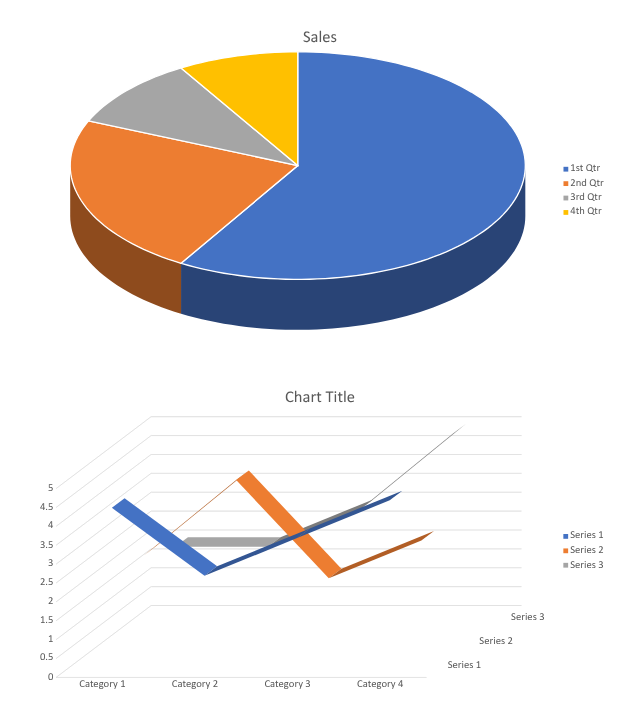 Sales
1st Qtr
2nd Qtr
3rd Qtr
4th Qtr
Chart Title
5
4.5
4
3.5
3
2.5
2
1.5
1
0.5
0
Category 1
Category 2
Category 3
Category 4
Series 1
Series 2
Series 3
Series 1
Series 2
Series 3